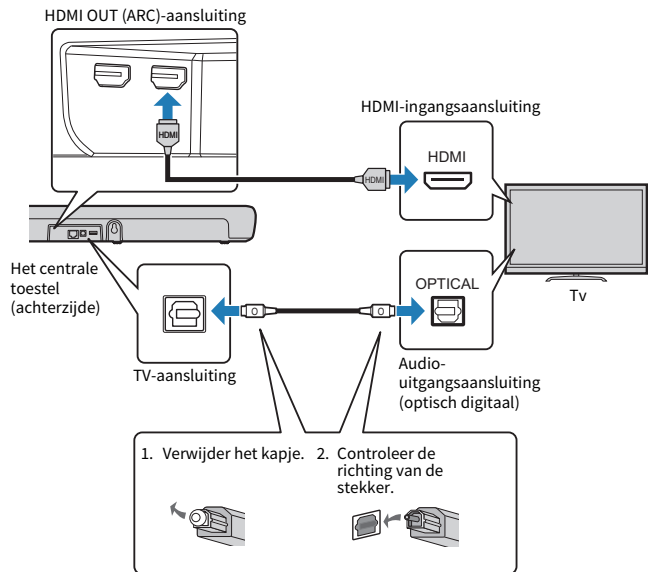 HDMI OUT (ARC)-aansluiting
HDMI
HDMI-ingangsaansluiting
HDMI
HDMI
Het centrale
toestel
(achterzijde)
TV-aansluiting
OPTICAL
Tv
Audio-
uitgangsaansluiting
(optisch digitaal)
1. Verwijder het kapje.
2. Controleer de
richting van de
stekker.